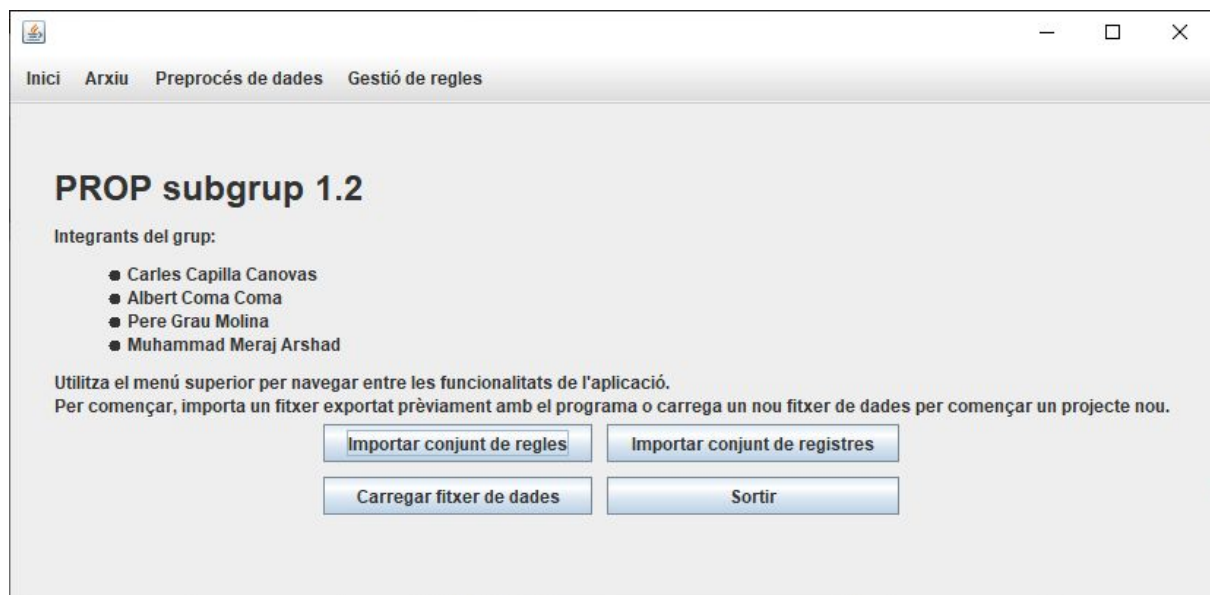 Inici Arxiu Preprocés de dades Gestió de regles
PROP subgrup 1.2
Integrants del grup:
Carles Capilla Canovas
Albert Coma Coma
Pere Grau Molina
Muhammad Meraj Arshad
Utilitza el menú superior per navegar entre les funcionalitats de l'aplicació.
Per començar, importa un fitxer exportat prèviament amb el programa o carrega un nou fitxer de dades per començar un projecte nou.
Importar conjunt de regles Importar conjunt de registres
Carregar fitxer de dades Sortir